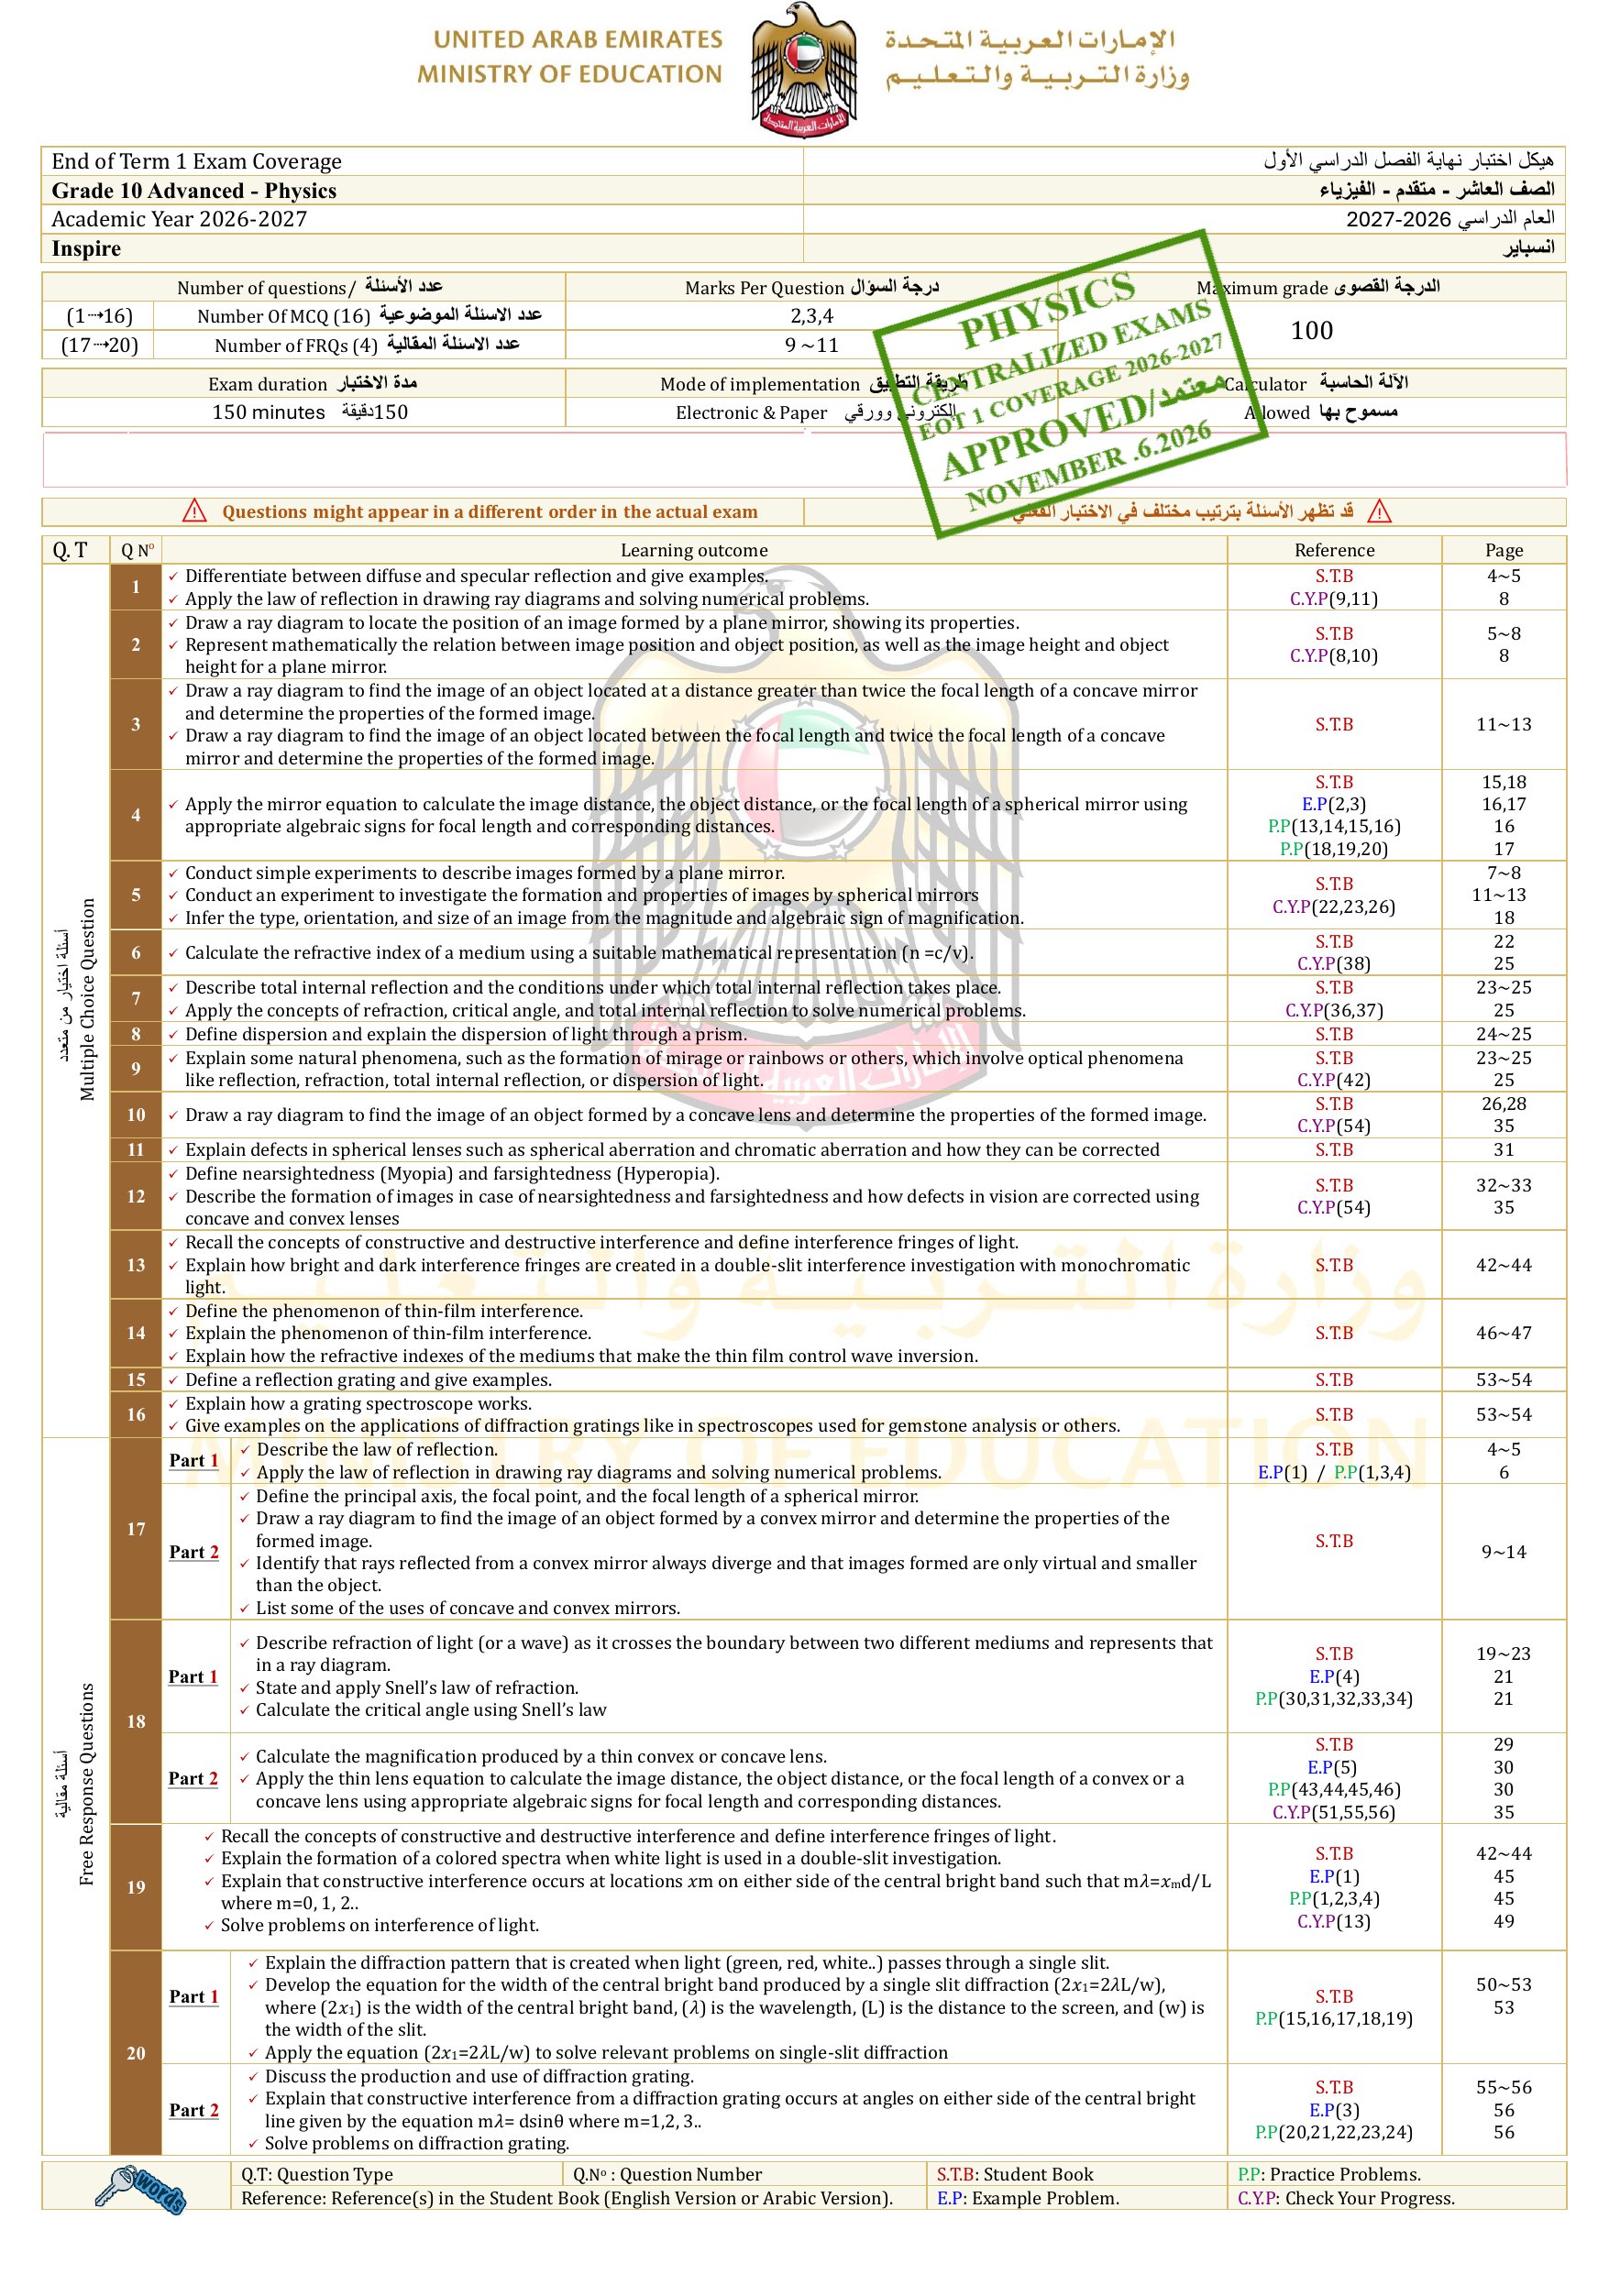 UNITED ARAB EMIRATES
MINISTRY OF EDUCATION
الإمارات العربية المتحدة
وزارة التربية والتعليم
End of Term 1 Exam Coverage
هيكل اختبار نهاية الفصل الدراسي الأول
Grade 10 Advanced - Physics
الصف العاشر - متقدم - الفيزياء
Academic Year 2026-2027
العام الدراسي 2026-2027
Inspire
انسباير
Number of questions/ عدد الأسئلة
Marks Per Question درجة السؤال
Maximum grade الدرجة القصوى
(1⇢16) Number Of MCQ (16) عدد الاسئلة الموضوعية
2,3,4
100
(17⇢20) Number of FRQs (4) عدد الاسئلة المقالية
9 ~11
Exam duration مدة الاختبار
Mode of implementation طريقة التطبيق
Calculator الآلة الحاسبة
150 minutes 150دقيقة
Electronic & Paper إلكتروني وورقي
Allowed مسموح بها
PHYSICS
CENTRALIZED EXAMS
EOT 1 COVERAGE 2026-2027
APPROVED/معتمد
NOVEMBER .6.2026
Questions might appear in a different order in the actual exam
قد تظهر الأسئلة بترتيب مختلف في الاختبار الفعلي
Q. T Q Nº Learning outcome Reference Page
أسئلة اختيار من متعدد
Multiple Choice Question
1
✓ Differentiate between diffuse and specular reflection and give examples.
✓ Apply the law of reflection in drawing ray diagrams and solving numerical problems.
S.T.B 4~5
C.Y.P(9,11) 8
2
✓ Draw a ray diagram to locate the position of an image formed by a plane mirror, showing its properties.
✓ Represent mathematically the relation between image position and object position, as well as the image height and object
height for a plane mirror.
S.T.B 5~8
C.Y.P(8,10) 8
3
✓ Draw a ray diagram to find the image of an object located at a distance greater than twice the focal length of a concave mirror
and determine the properties of the formed image.
✓ Draw a ray diagram to find the image of an object located between the focal length and twice the focal length of a concave
mirror and determine the properties of the formed image.
S.T.B 11~13
4
✓ Apply the mirror equation to calculate the image distance, the object distance, or the focal length of a spherical mirror using
appropriate algebraic signs for focal length and corresponding distances.
S.T.B 15,18
E.P(2,3) 16,17
P.P(13,14,15,16) 16
P.P(18,19,20) 17
5
✓ Conduct simple experiments to describe images formed by a plane mirror.
✓ Conduct an experiment to investigate the formation and properties of images by spherical mirrors
✓ Infer the type, orientation, and size of an image from the magnitude and algebraic sign of magnification.
S.T.B
C.Y.P(22,23,26)
7~8
11~13
18
6
✓ Calculate the refractive index of a medium using a suitable mathematical representation (n =c/v).
S.T.B 22
C.Y.P(38) 25
7
✓ Describe total internal reflection and the conditions under which total internal reflection takes place.
✓ Apply the concepts of refraction, critical angle, and total internal reflection to solve numerical problems.
S.T.B 23~25
C.Y.P(36,37) 25
8
✓ Define dispersion and explain the dispersion of light through a prism.
S.T.B 24~25
9
✓ Explain some natural phenomena, such as the formation of mirage or rainbows or others, which involve optical phenomena
like reflection, refraction, total internal reflection, or dispersion of light.
S.T.B 23~25
C.Y.P(42) 25
10
✓ Draw a ray diagram to find the image of an object formed by a concave lens and determine the properties of the formed image.
S.T.B 26,28
C.Y.P(54) 35
11
✓ Explain defects in spherical lenses such as spherical aberration and chromatic aberration and how they can be corrected
S.T.B 31
12
✓ Define nearsightedness (Myopia) and farsightedness (Hyperopia).
✓ Describe the formation of images in case of nearsightedness and farsightedness and how defects in vision are corrected using
concave and convex lenses
S.T.B 32~33
C.Y.P(54) 35
13
✓ Recall the concepts of constructive and destructive interference and define interference fringes of light.
✓ Explain how bright and dark interference fringes are created in a double-slit interference investigation with monochromatic
light.
S.T.B 42~44
14
✓ Define the phenomenon of thin-film interference.
✓ Explain the phenomenon of thin-film interference.
✓ Explain how the refractive indexes of the mediums that make the thin film control wave inversion.
S.T.B 46~47
15
✓ Define a reflection grating and give examples.
S.T.B 53~54
16
✓ Explain how a grating spectroscope works.
✓ Give examples on the applications of diffraction gratings like in spectroscopes used for gemstone analysis or others.
S.T.B 53~54
أسئلة مقالية
Free Response Questions
17
Part 1
✓ Describe the law of reflection.
✓ Apply the law of reflection in drawing ray diagrams and solving numerical problems.
S.T.B 4~5
E.P(1) / P.P(1,3,4) 6
Part 2
✓ Define the principal axis, the focal point, and the focal length of a spherical mirror.
✓ Draw a ray diagram to find the image of an object formed by a convex mirror and determine the properties of the
formed image.
✓ Identify that rays reflected from a convex mirror always diverge and that images formed are only virtual and smaller
than the object.
✓ List some of the uses of concave and convex mirrors.
S.T.B 9~14
18
Part 1
✓ Describe refraction of light (or a wave) as it crosses the boundary between two different mediums and represents that
in a ray diagram.
✓ State and apply Snell's law of refraction.
✓ Calculate the critical angle using Snell's law
S.T.B 19~23
E.P(4) 21
P.P(30,31,32,33,34) 21
Part 2
✓ Calculate the magnification produced by a thin convex or concave lens.
✓ Apply the thin lens equation to calculate the image distance, the object distance, or the focal length of a convex or a
concave lens using appropriate algebraic signs for focal length and corresponding distances.
S.T.B 29
E.P(5) 30
P.P(43,44,45,46) 30
C.Y.P(51,55,56) 35
19
✓ Recall the concepts of constructive and destructive interference and define interference fringes of light.
✓ Explain the formation of a colored spectra when white light is used in a double-slit investigation.
✓ Explain that constructive interference occurs at locations xm on either side of the central bright band such that mλ=xₘd/L
where m=0, 1, 2..
✓ Solve problems on interference of light.
S.T.B 42~44
E.P(1) 45
P.P(1,2,3,4) 45
C.Y.P(13) 49
20
Part 1
✓ Explain the diffraction pattern that is created when light (green, red, white..) passes through a single slit.
✓ Develop the equation for the width of the central bright band produced by a single slit diffraction (2x₁=2λL/w),
where (2x₁) is the width of the central bright band, (λ) is the wavelength, (L) is the distance to the screen, and (w) is
the width of the slit.
✓ Apply the equation (2x₁=2λL/w) to solve relevant problems on single-slit diffraction
S.T.B 50~53
P.P(15,16,17,18,19) 53
Part 2
✓ Discuss the production and use of diffraction grating.
✓ Explain that constructive interference from a diffraction grating occurs at angles on either side of the central bright
line given by the equation mλ= dsinθ where m=1,2, 3..
✓ Solve problems on diffraction grating.
S.T.B 55~56
E.P(3) 56
P.P(20,21,22,23,24) 56
words
Q.T: Question Type Q.Nº : Question Number S.T.B: Student Book P.P: Practice Problems.
Reference: Reference(s) in the Student Book (English Version or Arabic Version). E.P: Example Problem. C.Y.P: Check Your Progress.
وزارة التربية والتعليم
MINISTRY OF EDUCATION